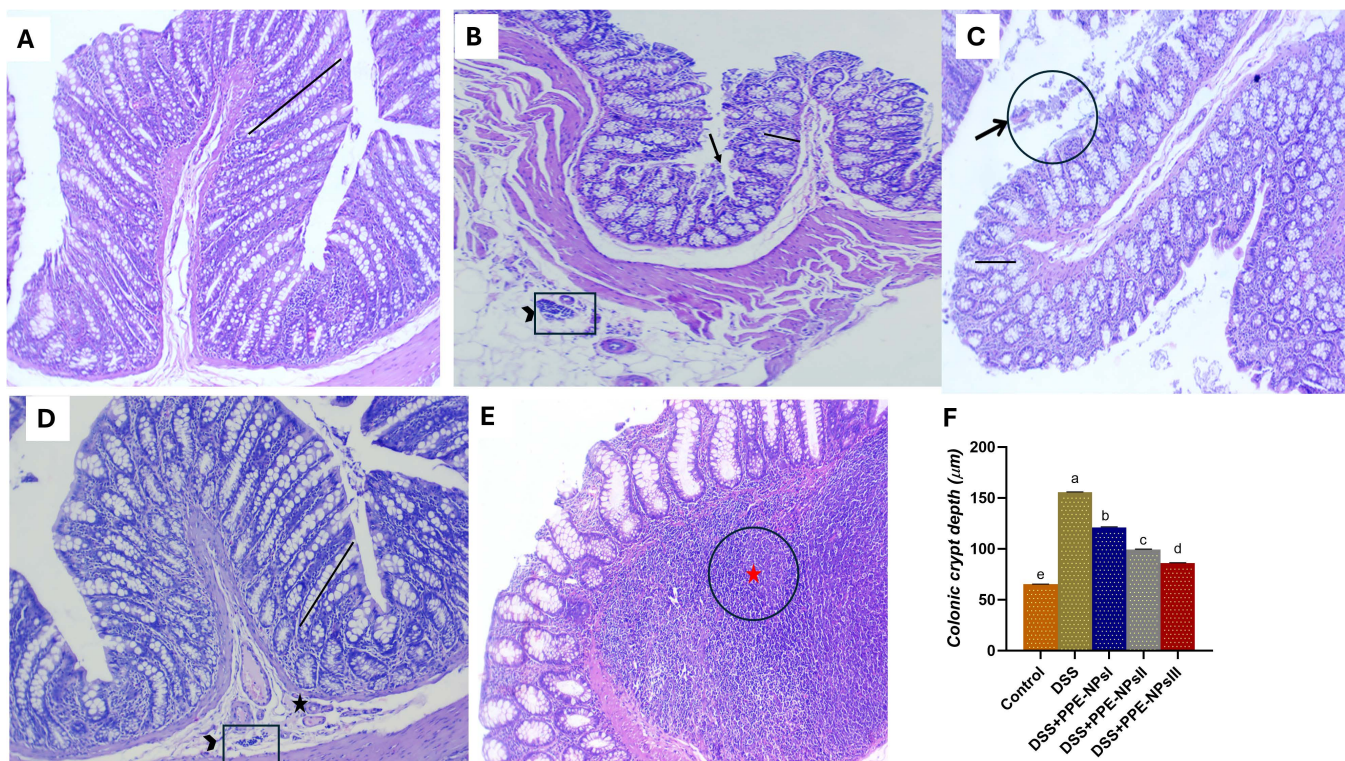 A
B
C
D
E
F
Colonic crypt depth (μm)
200
150
100
50
0
e
a
b
c
d
Control
DSS
DSS+PPE-NPsI
DSS+PPE-NPsII
DSS+PPE-NPsIII